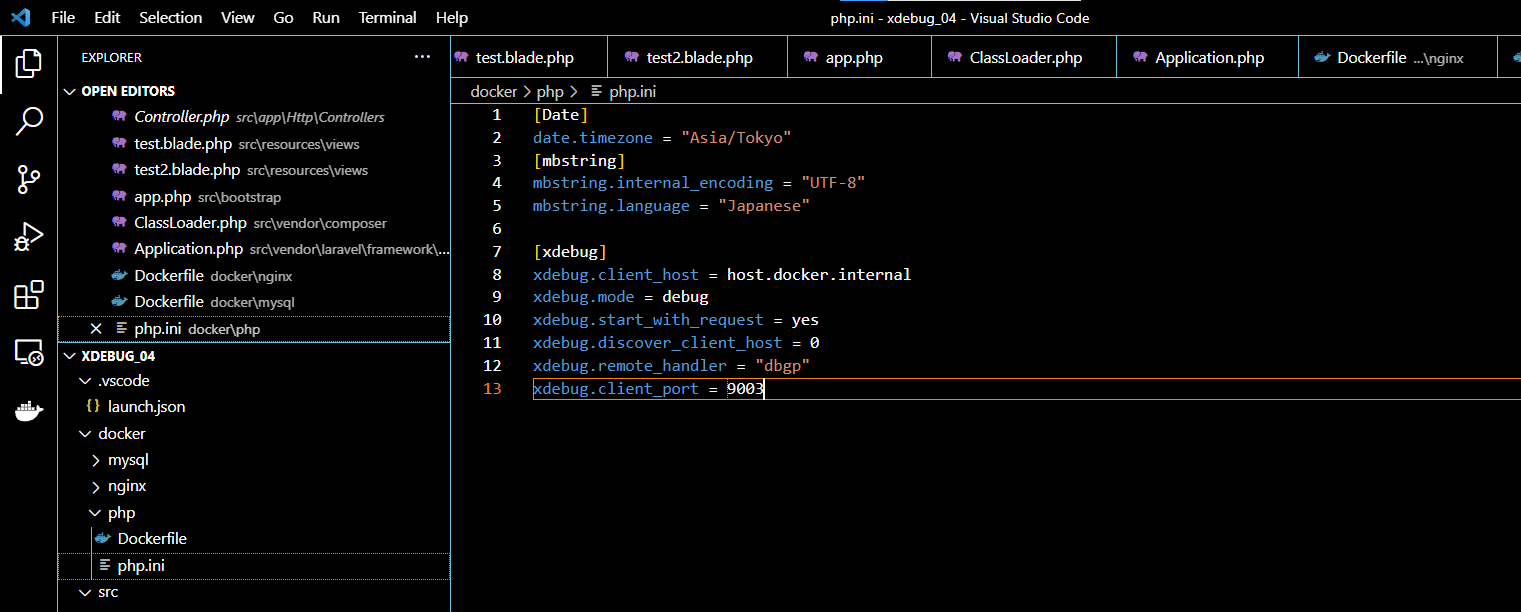 File Edit Selection View Go Run Terminal Help
php.ini - xdebug_04 - Visual Studio Code
EXPLORER ···
OPEN EDITORS
Controller.php src\app\Http\Controllers
test.blade.php src\resources\views
test2.blade.php src\resources\views
app.php src\bootstrap
ClassLoader.php src\vendor\composer
Application.php src\vendor\laravel\framework\...
Dockerfile docker\nginx
Dockerfile docker\mysql
php.ini docker\php
XDEBUG_04
.vscode
{} launch.json
docker
mysql
nginx
php
Dockerfile
php.ini
src
test.blade.php test2.blade.php app.php ClassLoader.php Application.php Dockerfile ...\nginx
docker > php > php.ini
1 [Date]
2 date.timezone = "Asia/Tokyo"
3 [mbstring]
4 mbstring.internal_encoding = "UTF-8"
5 mbstring.language = "Japanese"
6
7 [xdebug]
8 xdebug.client_host = host.docker.internal
9 xdebug.mode = debug
10 xdebug.start_with_request = yes
11 xdebug.discover_client_host = 0
12 xdebug.remote_handler = "dbgp"
13 xdebug.client_port = 9003